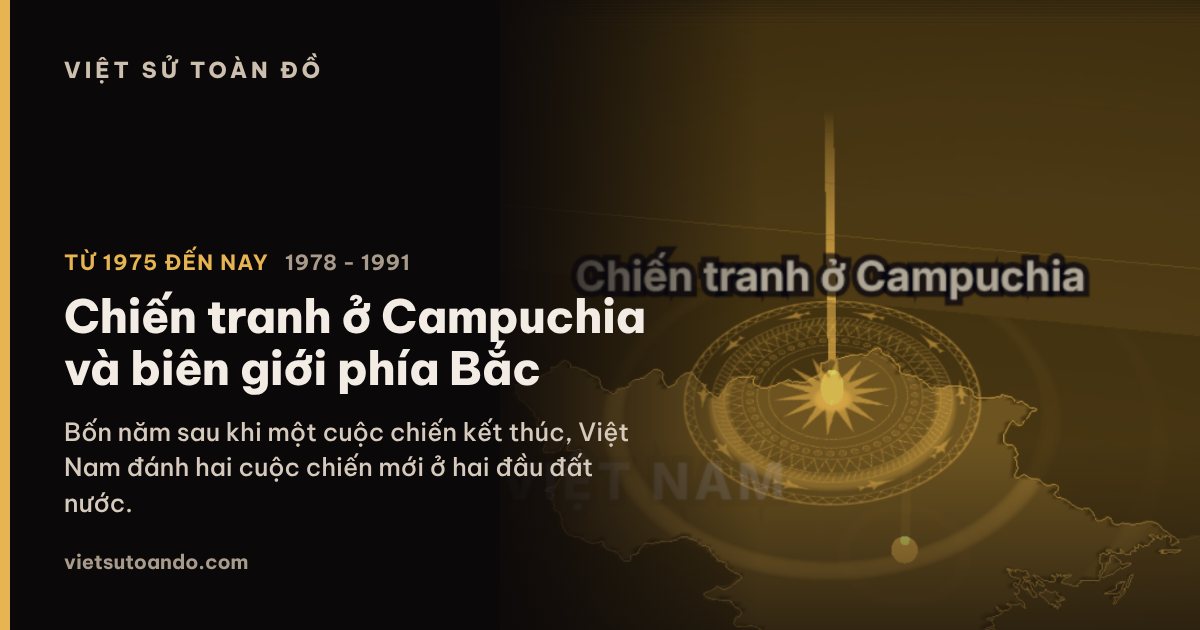 VIỆT SỬ TOÀN ĐỒ
TỪ 1975 ĐẾN NAY 1978 - 1991
Chiến tranh ở Campuchia
và biên giới phía Bắc
Bốn năm sau khi một cuộc chiến kết thúc, Việt
Nam đánh hai cuộc chiến mới ở hai đầu đất
nước.
vietsutoando.com
Chiến tranh ở Campuchia
VIỆT NAM